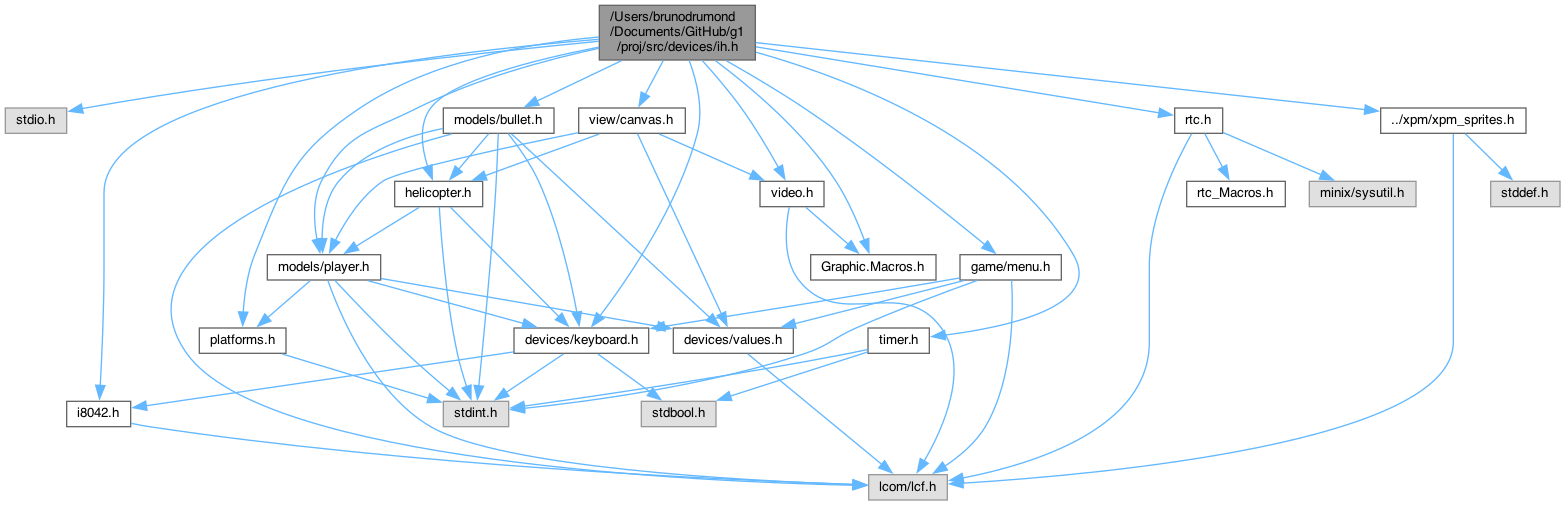 /Users/brunodrumond
/Documents/GitHub/g1
/proj/src/devices/ih.h
stdio.h
models/bullet.h
view/canvas.h
rtc.h
../xpm/xpm_sprites.h
helicopter.h
video.h
rtc_Macros.h
minix/sysutil.h
stddef.h
models/player.h
Graphic.Macros.h
game/menu.h
platforms.h
devices/keyboard.h
devices/values.h
timer.h
i8042.h
stdint.h
stdbool.h
lcom/lcf.h